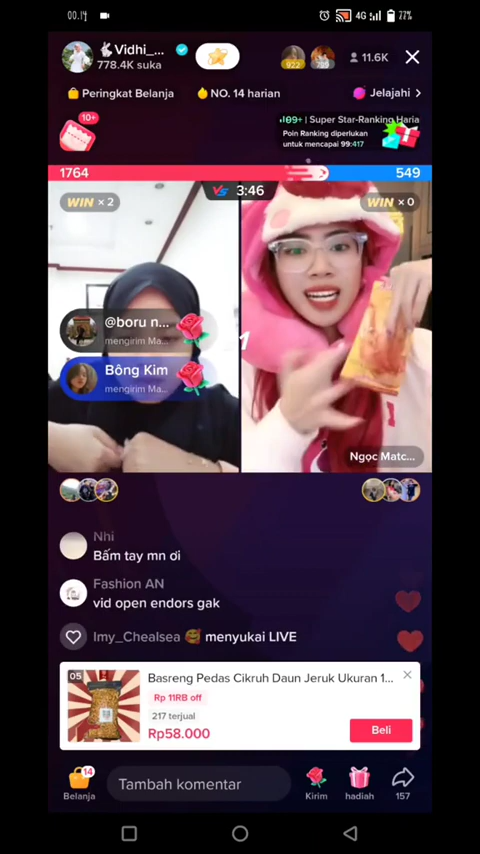 00.14
4G
77%
Vidhi_...
778.4K suka
922
789
11.6K
Peringkat Belanja
NO. 14 harian
Jelajahi >
10+
109+ | Super Star-Ranking Haria
Poin Ranking diperlukan
untuk mencapai 99:417
1764
549
WIN × 2
VS 3:46
WIN × 0
@boru n...
mengirim Ma...
Bông Kim
mengirim Ma...
Ngọc Matc...
Nhi
Bấm tay mn ơi
Fashion AN
vid open endors gak
Imy_Chealsea 🥰 menyukai LIVE
05
Basreng Pedas Cikruh Daun Jeruk Ukuran 1...
Rp 11RB off
217 terjual
Rp58.000
Beli
14
Belanja
Tambah komentar
Kirim
hadiah
157